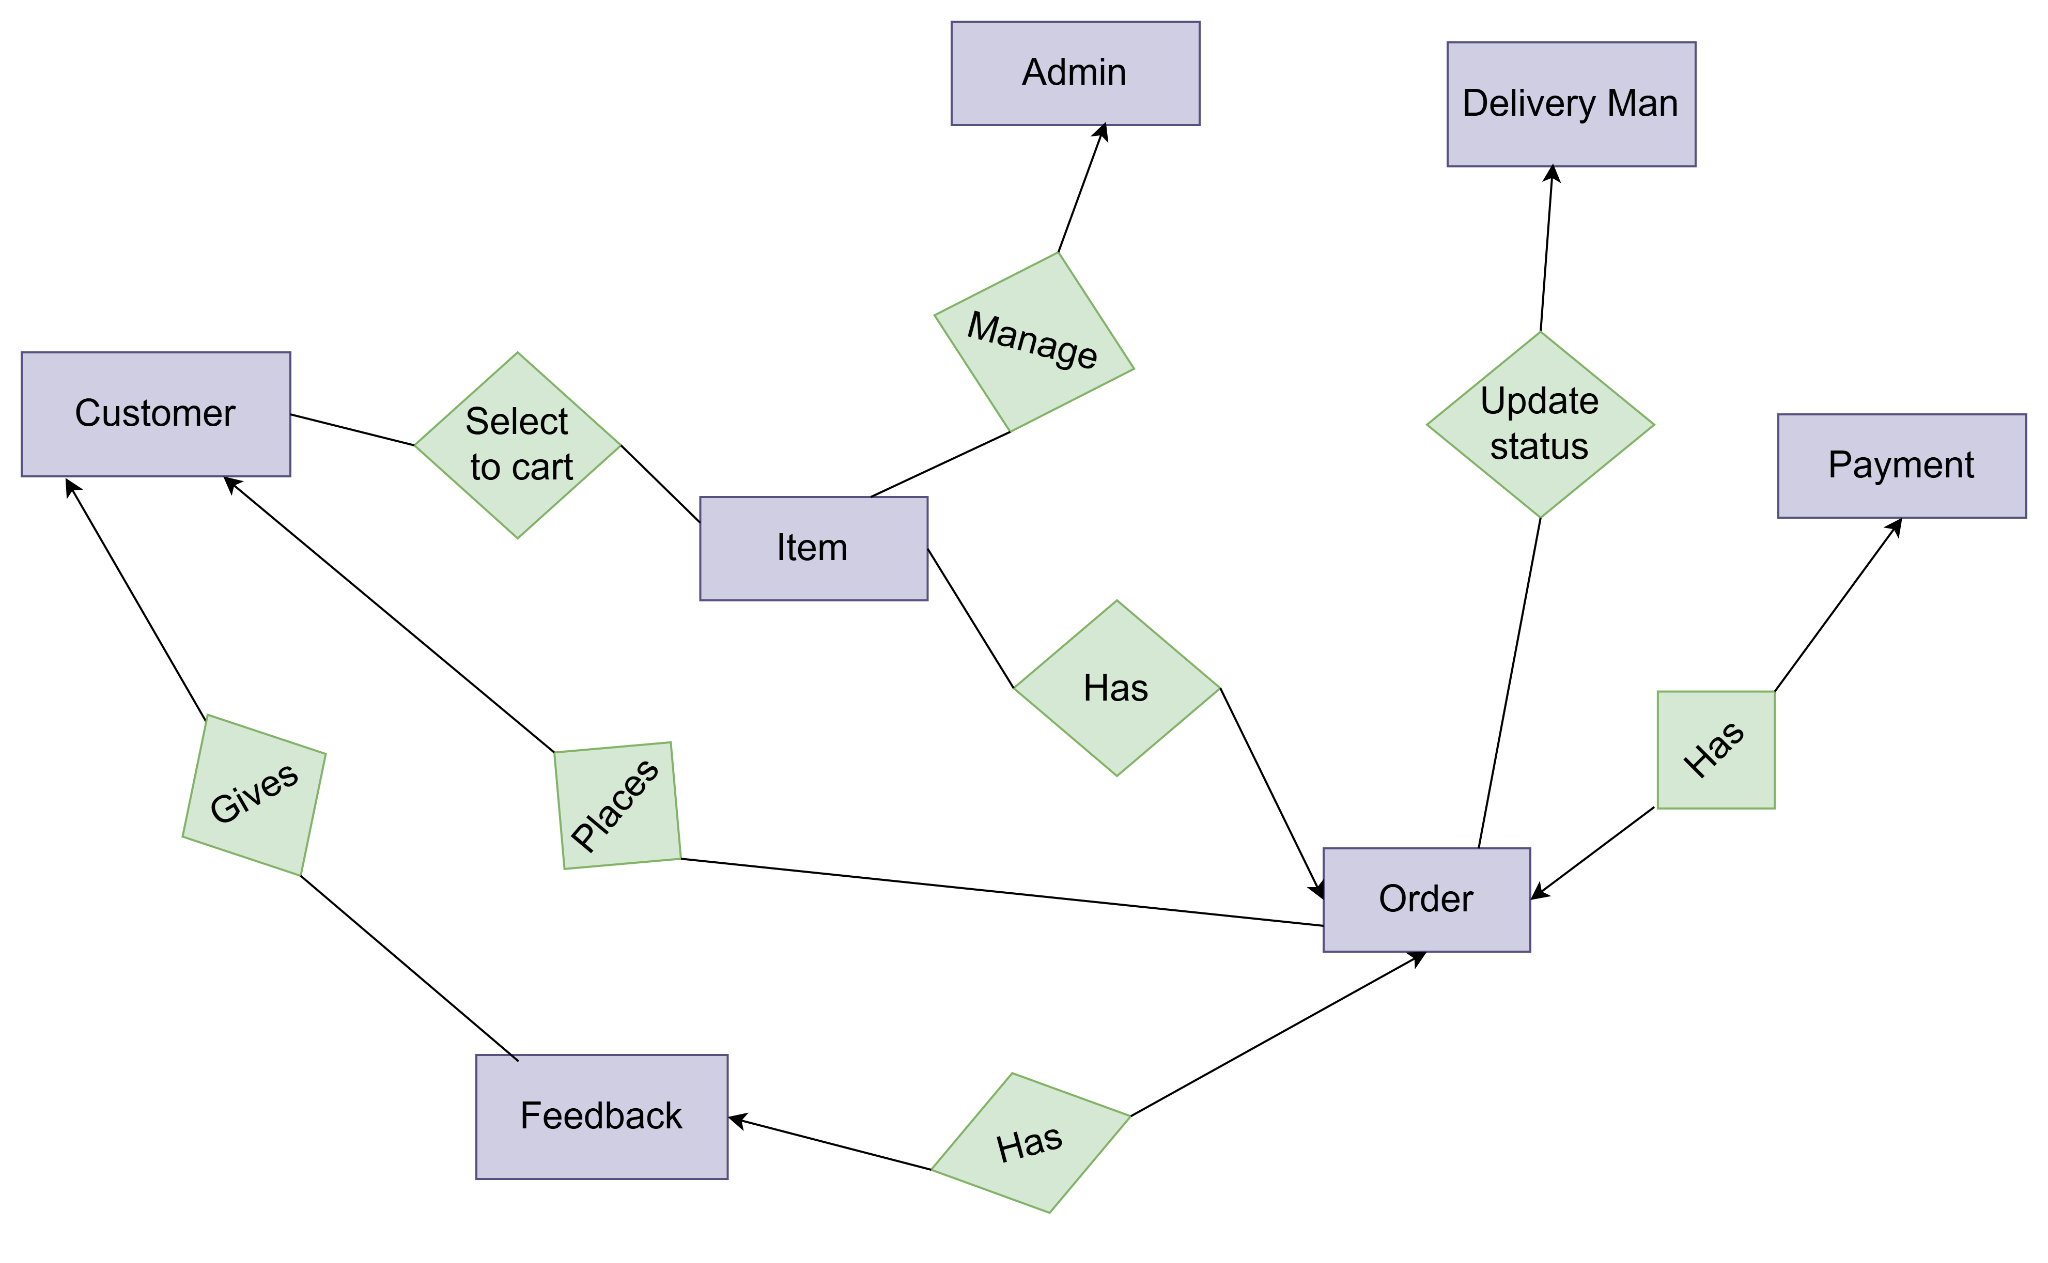 Admin
Delivery Man
Manage
Customer
Select
to cart
Update
status
Payment
Item
Has
Has
Gives
Places
Order
Feedback
Has